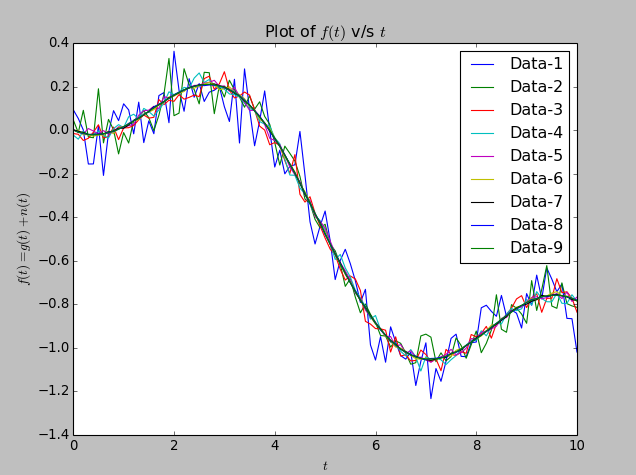 Plot of f(t) v/s t
f(t) = g(t) + n(t)
0.4
0.2
0.0
−0.2
−0.4
−0.6
−0.8
−1.0
−1.2
−1.4
Data-1
Data-2
Data-3
Data-4
Data-5
Data-6
Data-7
Data-8
Data-9
0 2 4 6 8 10
t